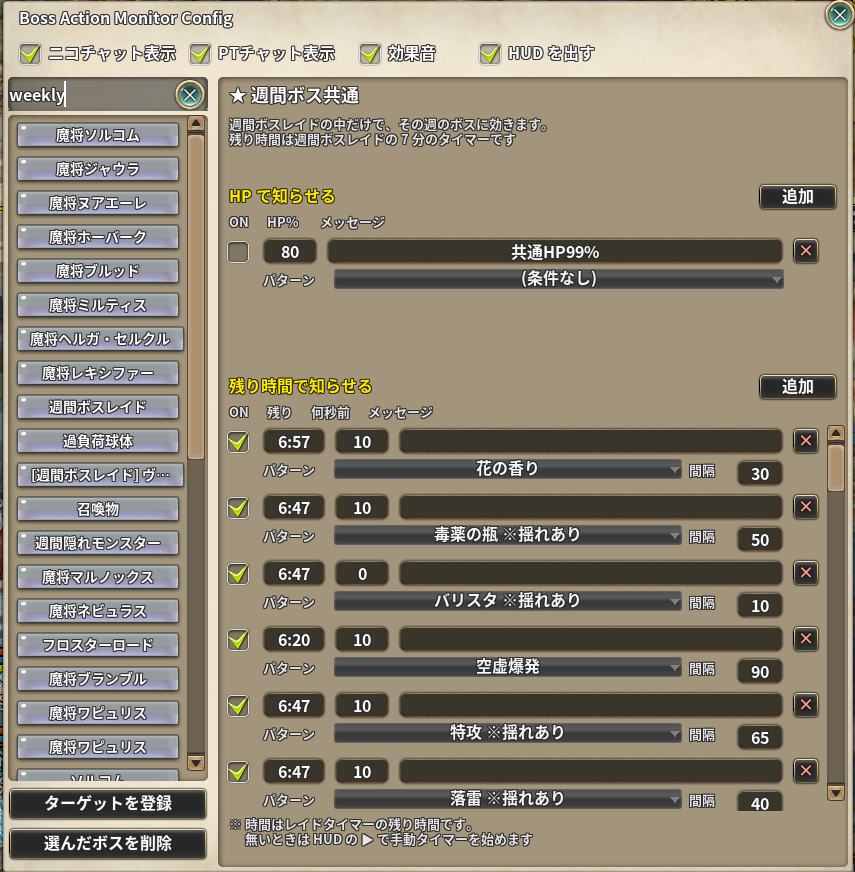 Boss Action Monitor Config
ニコチャット表示 PTチャット表示 効果音 HUD を出す
weekly
魔将ソルコム
魔将ジャウラ
魔将ヌアエーレ
魔将ホーバーク
魔将ブルッド
魔将ミルティス
魔将ヘルガ・セルクル
魔将レキシファー
週間ボスレイド
過負荷球体
[週間ボスレイド] ヴ…
召喚物
週間隠れモンスター
魔将マルノックス
魔将ネビュラス
フロスターロード
魔将ブランブル
魔将ワピュリス
魔将ワピュリス
ソルコム
ターゲットを登録
選んだボスを削除
★ 週間ボス共通
週間ボスレイドの中だけで、その週のボスに効きます。
残り時間は週間ボスレイドの 7 分のタイマーです
HP で知らせる 追加
ON HP% メッセージ
80 共通HP99%
パターン (条件なし)
残り時間で知らせる 追加
ON 残り 何秒前 メッセージ
6:57 10
パターン 花の香り 間隔 30
6:47 10
パターン 毒薬の瓶 ※揺れあり 間隔 50
6:47 0
パターン バリスタ ※揺れあり 間隔 10
6:20 10
パターン 空虚爆発 間隔 90
6:47 10
パターン 特攻 ※揺れあり 間隔 65
6:47 10
パターン 落雷 ※揺れあり 間隔 40
※ 時間はレイドタイマーの残り時間です。
無いときは HUD の ▶ で手動タイマーを始めます